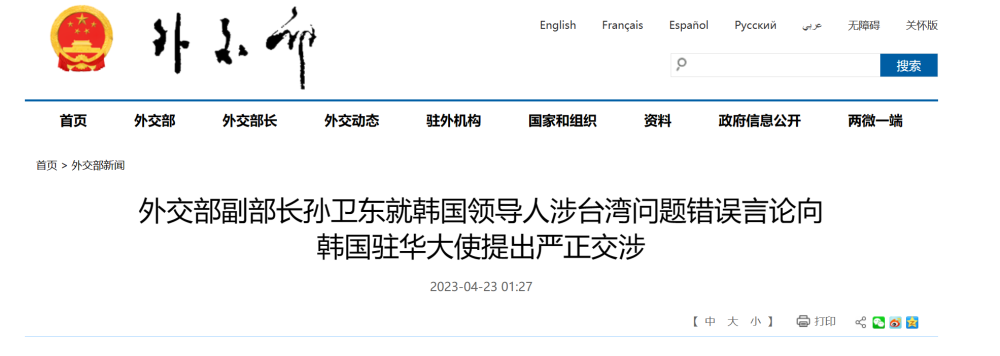 外交部
English Français Español Русский عربي 无障碍 关怀版
搜索
首页 外交部 外交部长 外交动态 驻外机构 国家和组织 资料 政府信息公开 两微一端
首页 > 外交部新闻
外交部副部长孙卫东就韩国领导人涉台湾问题错误言论向
韩国驻华大使提出严正交涉
2023-04-23 01:27
【 中 大 小 】 打印